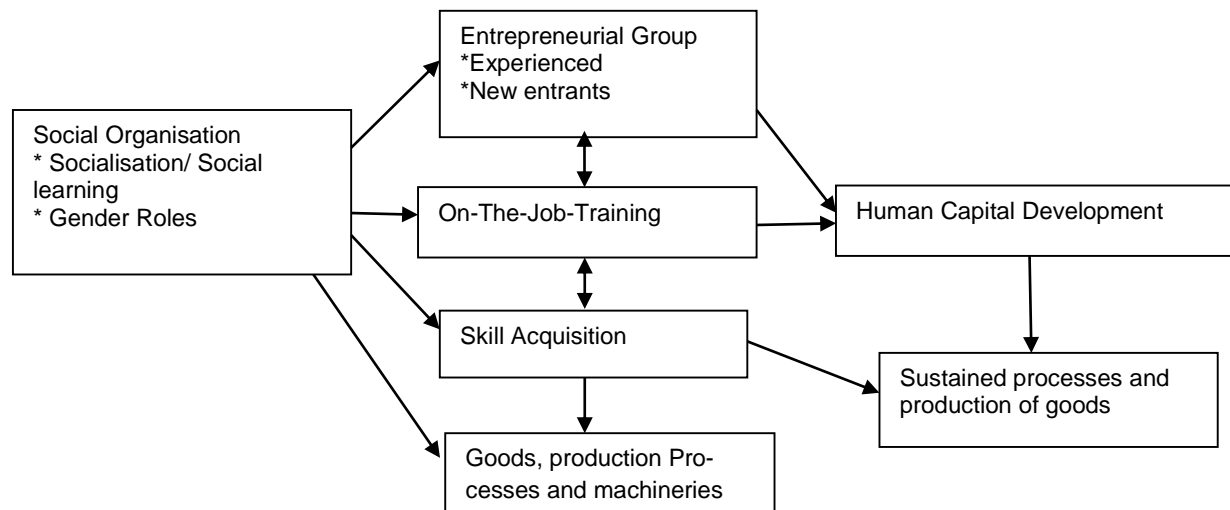 Entrepreneurial Group
*Experienced
*New entrants
Social Organisation
* Socialisation/ Social
learning
* Gender Roles
On-The-Job-Training
Human Capital Development
Skill Acquisition
Sustained processes and
production of goods
Goods, production Pro-
cesses and machineries